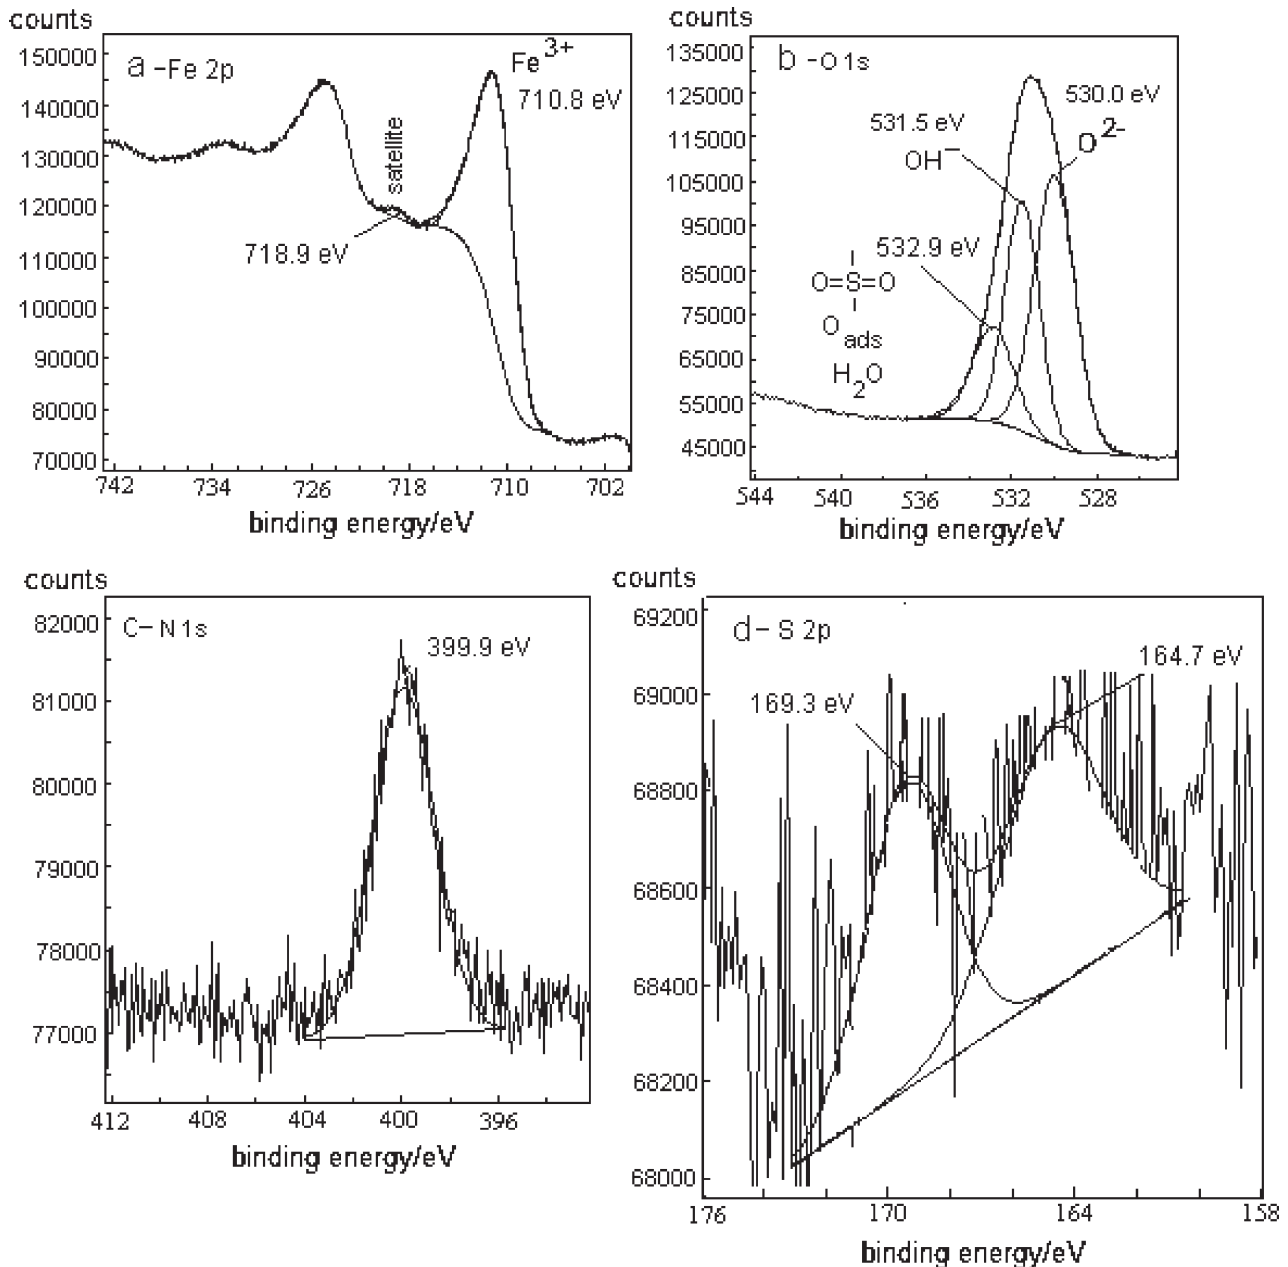 counts
150000
140000
130000
120000
110000
100000
90000
80000
70000
a -Fe 2p
Fe3+
710.8 eV
satellite
718.9 eV
742 734 726 718 710 702
binding energy/eV
counts
135000
125000
115000
105000
95000
85000
75000
65000
55000
45000
b -O 1s
530.0 eV
O2-
531.5 eV
OH−
532.9 eV
O=S=O
Oads
H2O
544 540 536 532 528
binding energy/eV
counts
82000
81000
80000
79000
78000
77000
C- N 1s
399.9 eV
412 408 404 400 396
binding energy/eV
counts
69200
69000
68800
68600
68400
68200
68000
d- S 2p
164.7 eV
169.3 eV
176 170 164 158
binding energy/eV